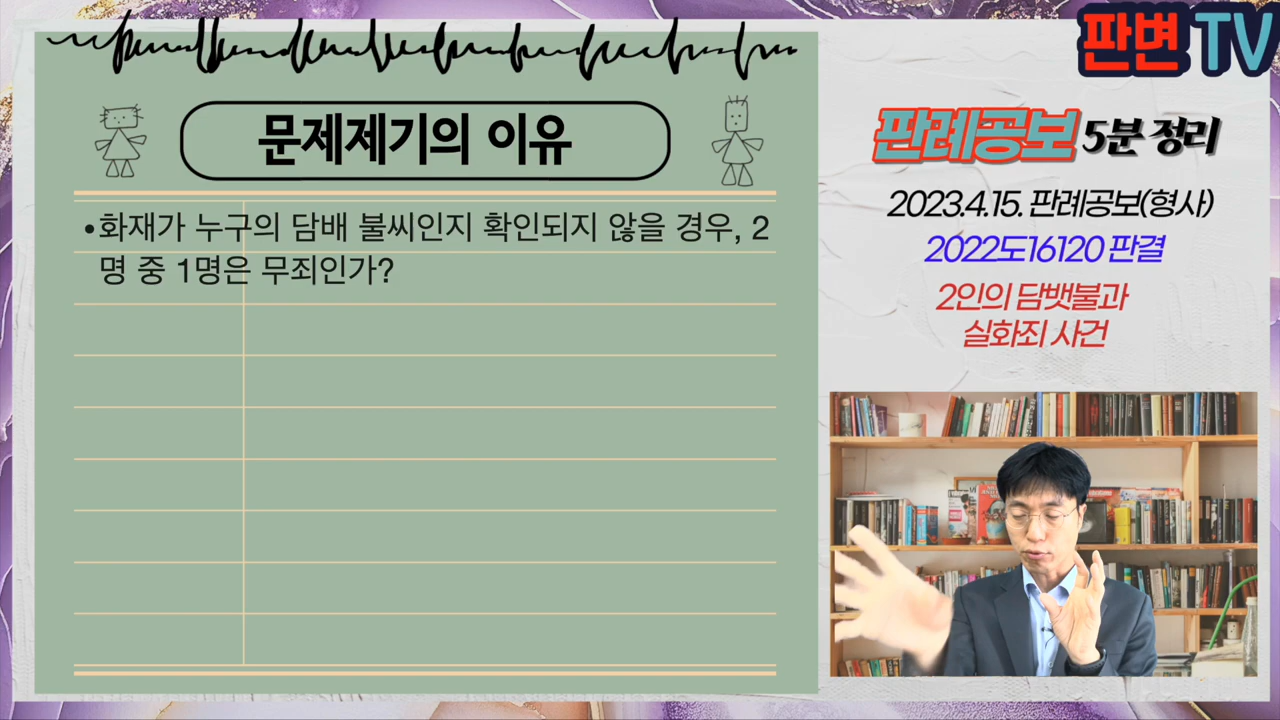 판변 TV
문제제기의 이유
•화재가 누구의 담배 불씨인지 확인되지 않을 경우, 2
명 중 1명은 무죄인가?
판례공보 5분 정리
2023.4.15. 판례공보(형사)
2022도16120 판결
2인의 담뱃불과
실화죄 사건